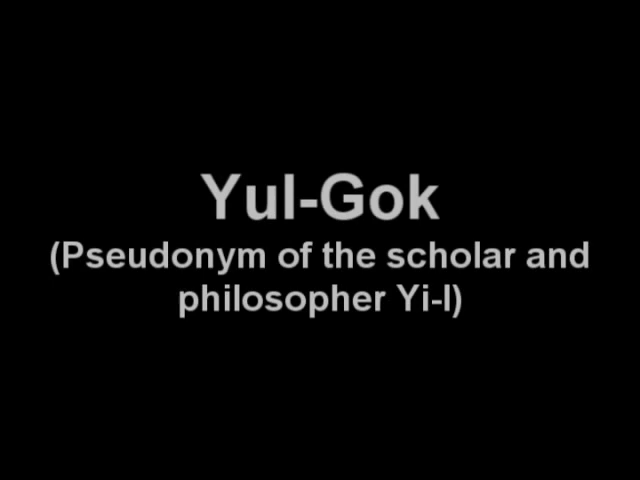 Yul-Gok
(Pseudonym of the scholar and
philosopher Yi-I)